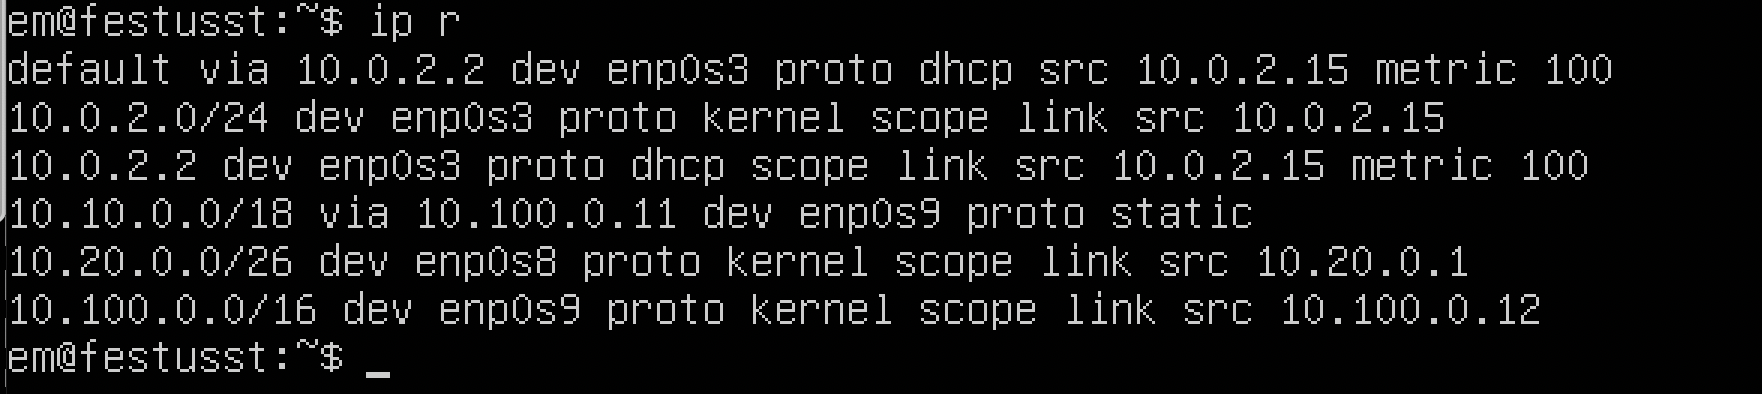 em@festusst:~$ ip r
default via 10.0.2.2 dev enp0s3 proto dhcp src 10.0.2.15 metric 100
10.0.2.0/24 dev enp0s3 proto kernel scope link src 10.0.2.15
10.0.2.2 dev enp0s3 proto dhcp scope link src 10.0.2.15 metric 100
10.10.0.0/18 via 10.100.0.11 dev enp0s9 proto static
10.20.0.0/26 dev enp0s8 proto kernel scope link src 10.20.0.1
10.100.0.0/16 dev enp0s9 proto kernel scope link src 10.100.0.12
em@festusst:~$ _